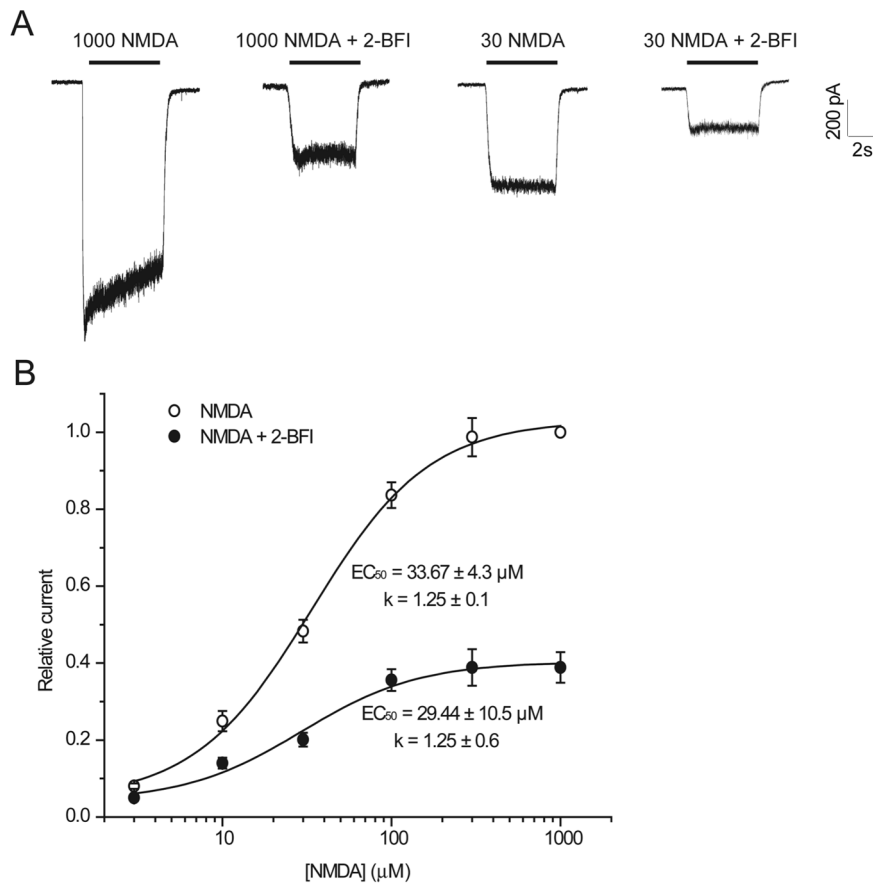 A
1000 NMDA
1000 NMDA + 2-BFI
30 NMDA
30 NMDA + 2-BFI
200 pA
2s
B
NMDA
NMDA + 2-BFI
1.0
0.8
0.6
0.4
0.2
0.0
Relative current
EC₅₀ = 33.67 ± 4.3 µM
k = 1.25 ± 0.1
EC₅₀ = 29.44 ± 10.5 µM
k = 1.25 ± 0.6
10
100
1000
[NMDA] (µM)